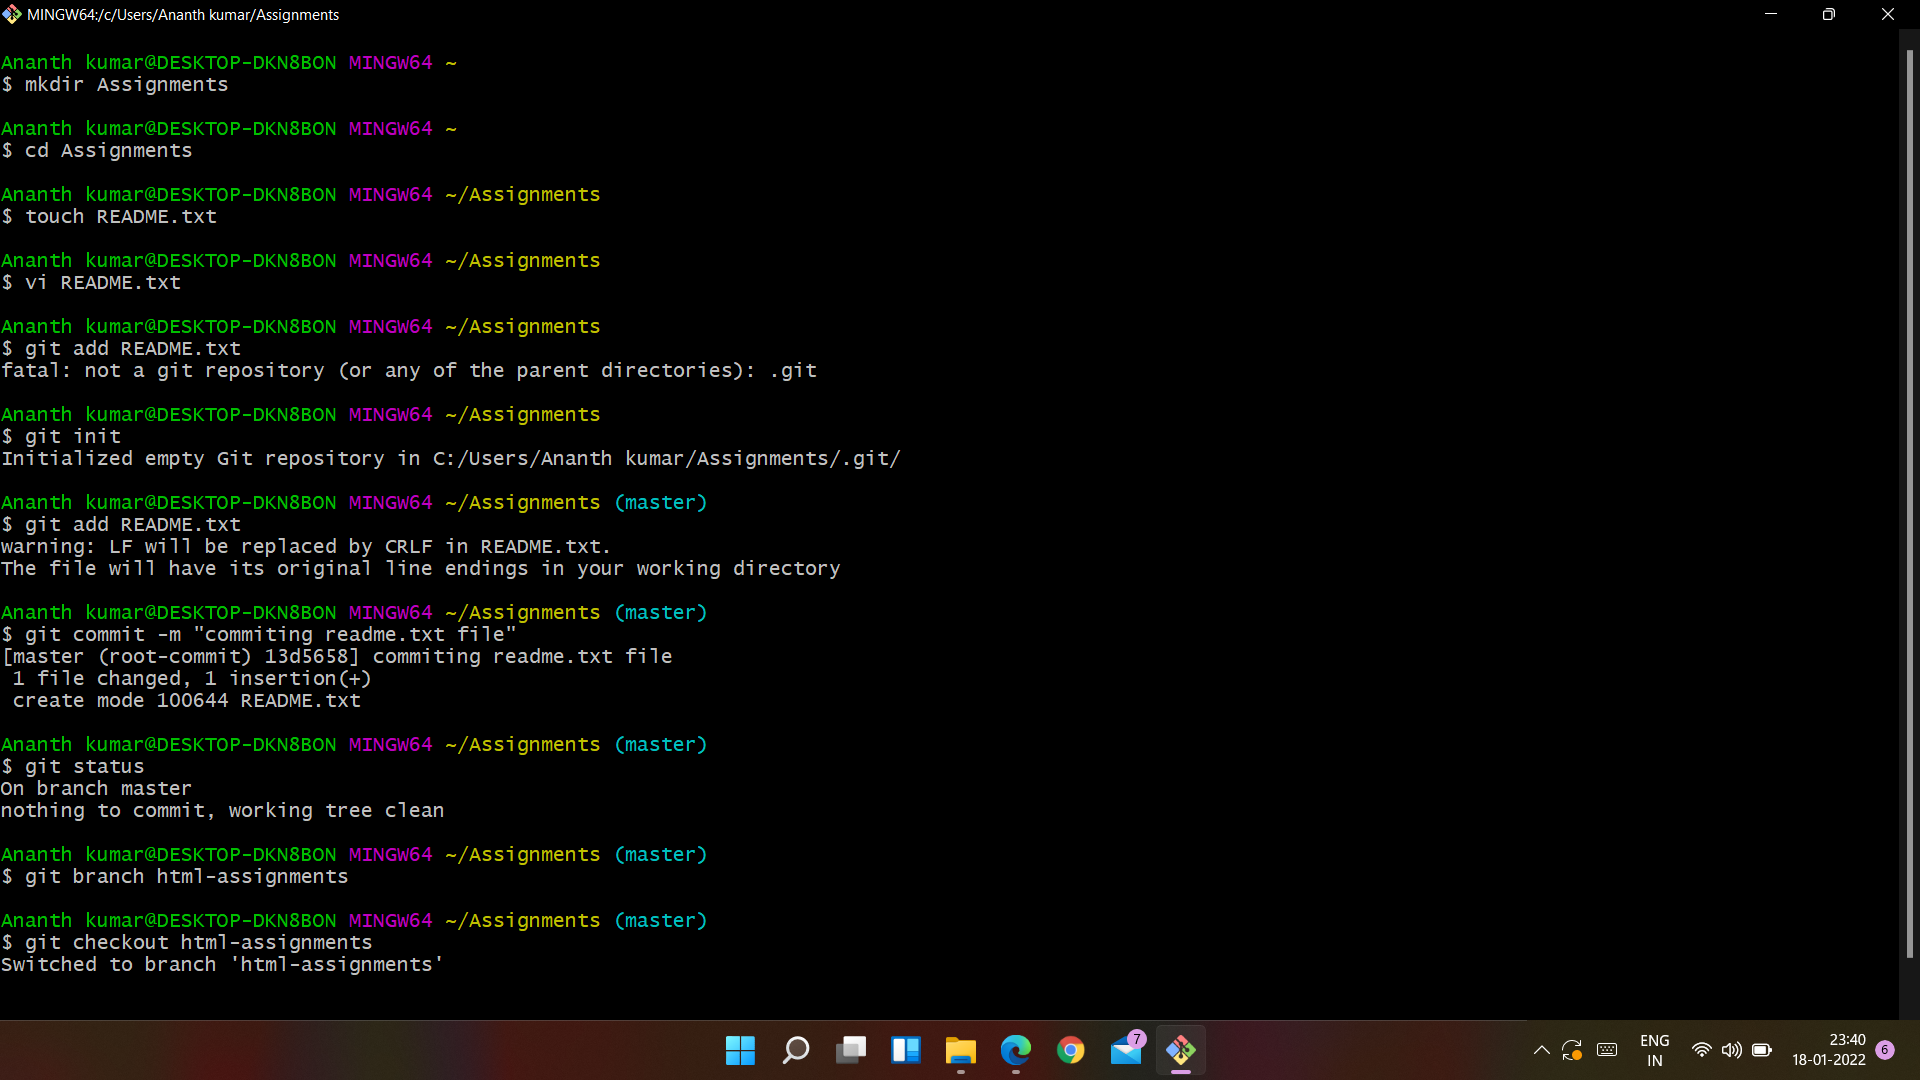 MINGW64:/c/Users/Ananth kumar/Assignments
Ananth kumar@DESKTOP-DKN8BON MINGW64 ~
$ mkdir Assignments
Ananth kumar@DESKTOP-DKN8BON MINGW64 ~
$ cd Assignments
Ananth kumar@DESKTOP-DKN8BON MINGW64 ~/Assignments
$ touch README.txt
Ananth kumar@DESKTOP-DKN8BON MINGW64 ~/Assignments
$ vi README.txt
Ananth kumar@DESKTOP-DKN8BON MINGW64 ~/Assignments
$ git add README.txt
fatal: not a git repository (or any of the parent directories): .git
Ananth kumar@DESKTOP-DKN8BON MINGW64 ~/Assignments
$ git init
Initialized empty Git repository in C:/Users/Ananth kumar/Assignments/.git/
Ananth kumar@DESKTOP-DKN8BON MINGW64 ~/Assignments (master)
$ git add README.txt
warning: LF will be replaced by CRLF in README.txt.
The file will have its original line endings in your working directory
Ananth kumar@DESKTOP-DKN8BON MINGW64 ~/Assignments (master)
$ git commit -m "commiting readme.txt file"
[master (root-commit) 13d5658] commiting readme.txt file
 1 file changed, 1 insertion(+)
 create mode 100644 README.txt
Ananth kumar@DESKTOP-DKN8BON MINGW64 ~/Assignments (master)
$ git status
On branch master
nothing to commit, working tree clean
Ananth kumar@DESKTOP-DKN8BON MINGW64 ~/Assignments (master)
$ git branch html-assignments
Ananth kumar@DESKTOP-DKN8BON MINGW64 ~/Assignments (master)
$ git checkout html-assignments
Switched to branch 'html-assignments'
7
ENG
IN
23:40
18-01-2022
6